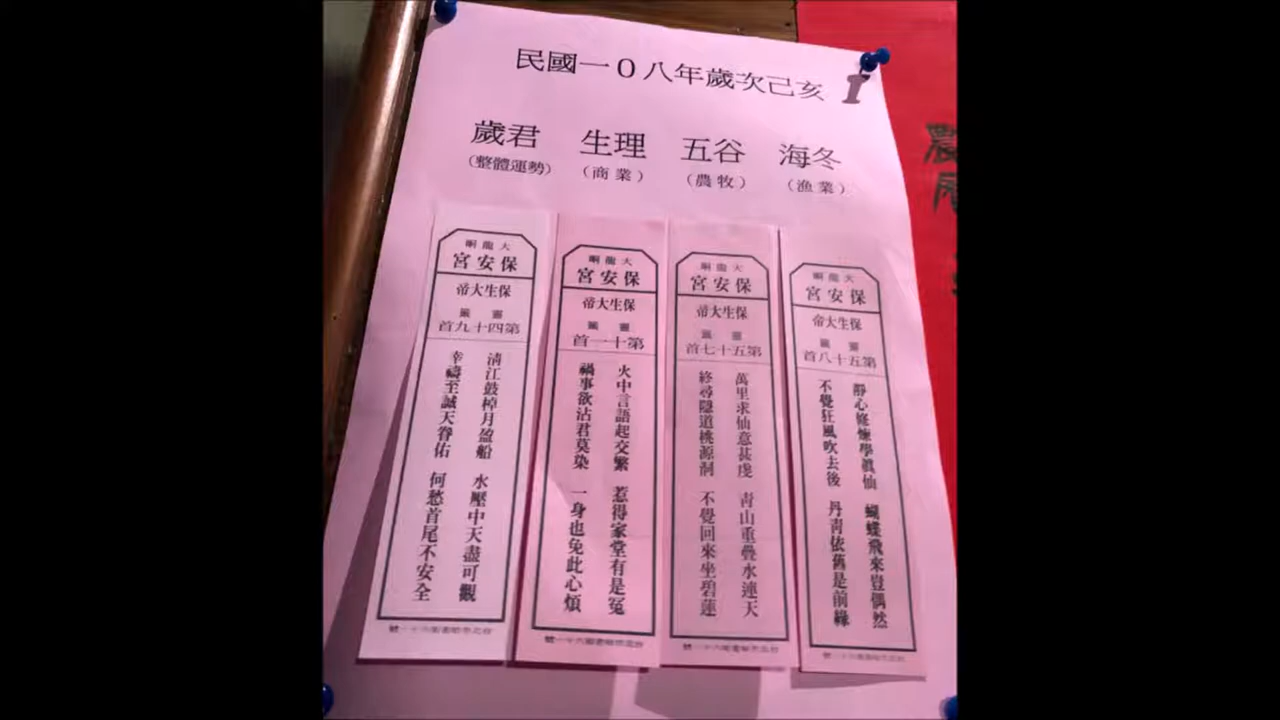 民國一0八年歲次己亥
歲君 生理 五谷 海冬
(整體運勢) (商業) (農牧) (漁業)
大龍峒
保安宮
保生大帝
靈籤
第四十九首
清江鼓棹月盈船 水壓中天盡可觀
幸禱至誠天眷佑 何愁首尾不安全
大龍峒
保安宮
保生大帝
靈籤
第十一首
火中言語起交繁 惹得家堂有是冤
禍事欲沾君莫染 一身也免此心煩
大龍峒
保安宮
保生大帝
靈籤
第五十七首
萬里求仙意甚虔 青山重疊水連天
終尋隱道桃源洞 不覺回來坐碧蓮
大龍峒
保安宮
保生大帝
靈籤
第五十八首
靜心修煉學真仙 蝴蝶飛來豈偶然
不覺狂風吹去後 丹青依舊是前緣